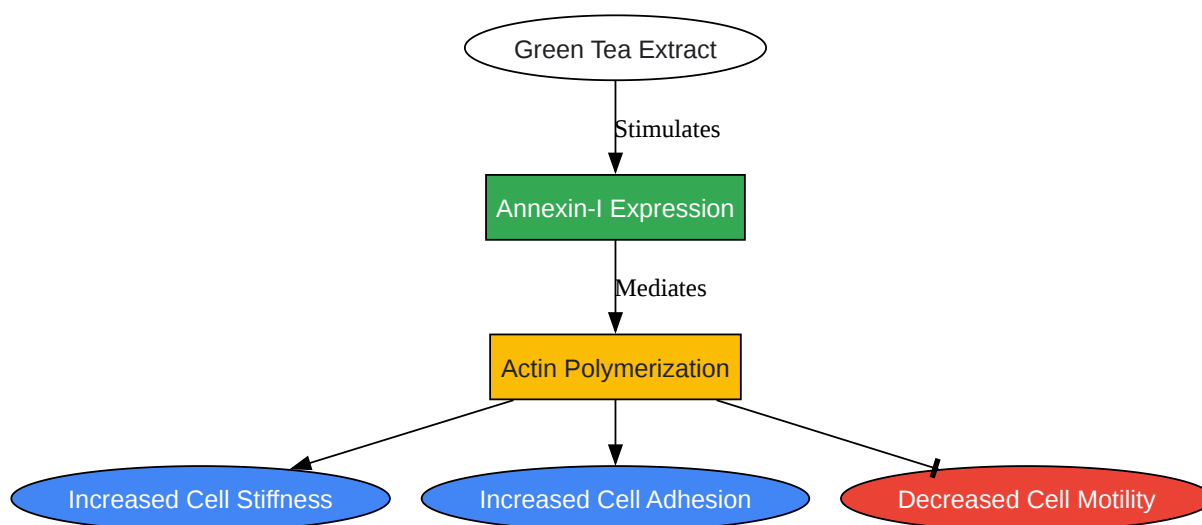 Green Tea Extract
Stimulates
Annexin-I Expression
Mediates
Actin Polymerization
Increased Cell Stiffness
Increased Cell Adhesion
Decreased Cell Motility